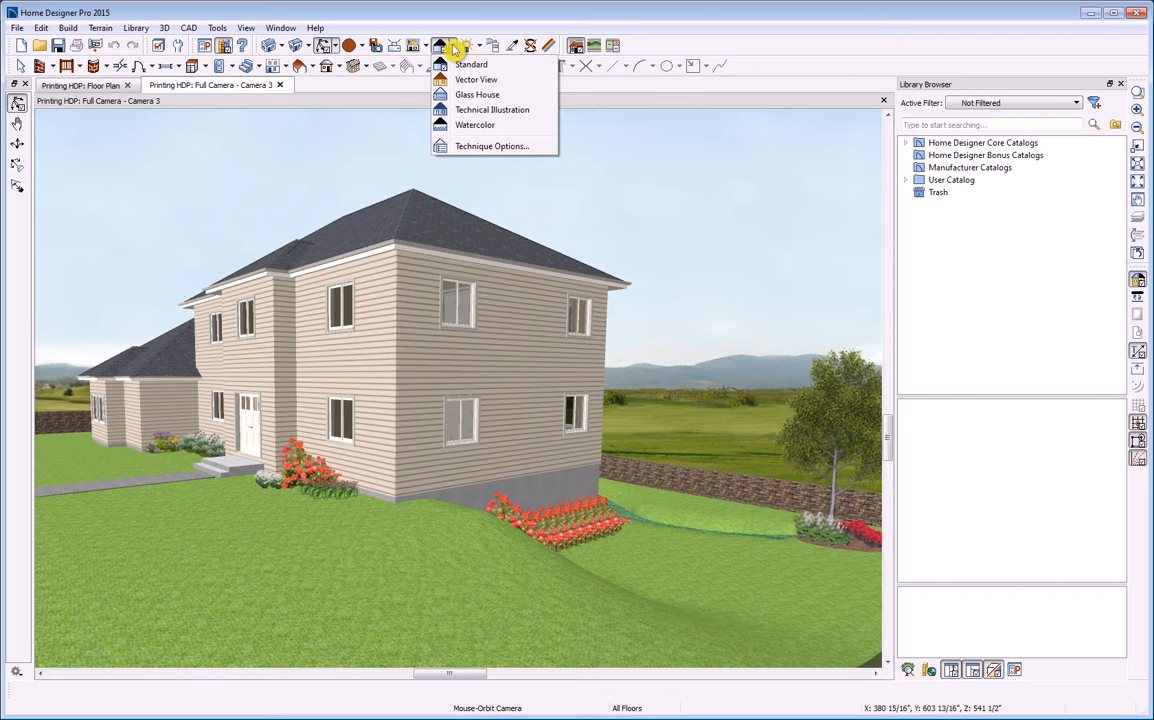 Home Designer Pro 2015
File Edit Build Terrain Library 3D CAD Tools View Window Help
Standard
Vector View
Glass House
Technical Illustration
Watercolor
Technique Options...
Printing HDP: Floor Plan Printing HDP: Full Camera - Camera 3
Printing HDP: Full Camera - Camera 3
Library Browser
Active Filter: Not Filtered
Type to start searching...
Home Designer Core Catalogs
Home Designer Bonus Catalogs
Manufacturer Catalogs
User Catalog
Trash
Mouse-Orbit Camera All Floors X: 380 15/16", Y: 603 13/16", Z: 541 1/2"